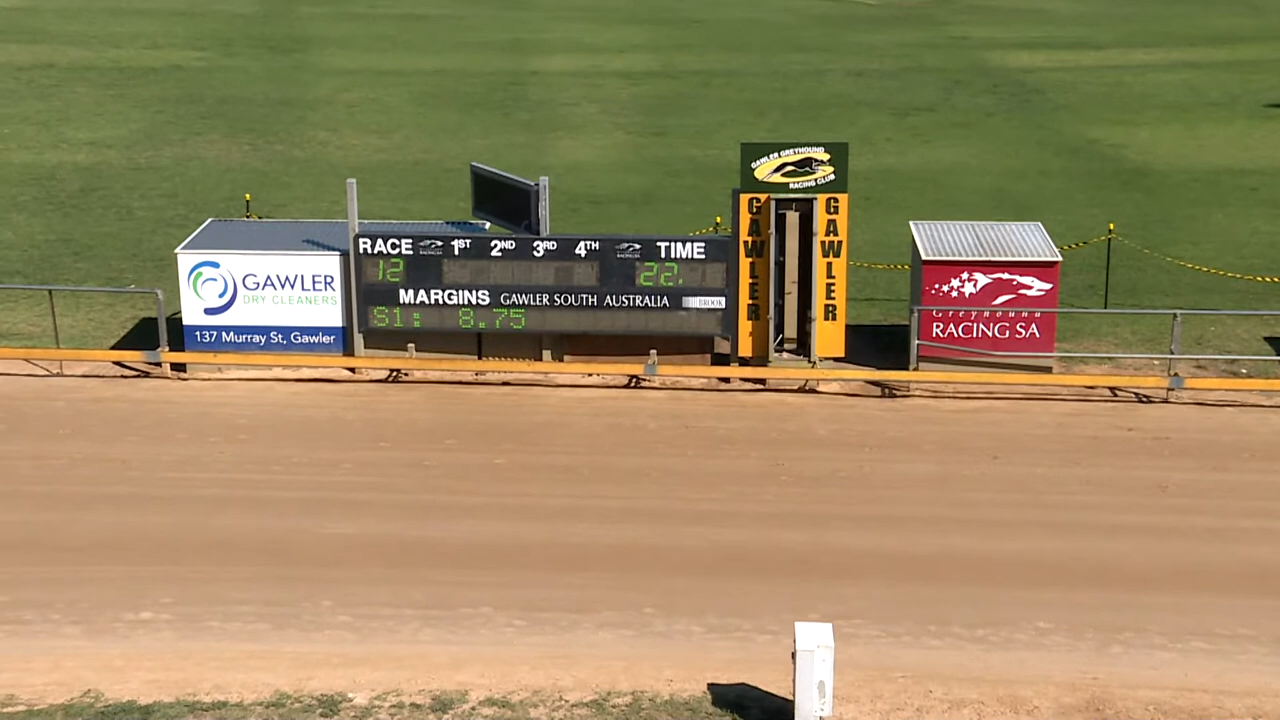 GAWLER GREYHOUND
RACING CLUB
GAWLER
GAWLER
RACE 1ST 2ND 3RD 4TH TIME
12 22.
MARGINS GAWLER SOUTH AUSTRALIA BROOK
S1: 8.75
GAWLER
DRY CLEANERS
137 Murray St, Gawler
Greyhound
RACING SA